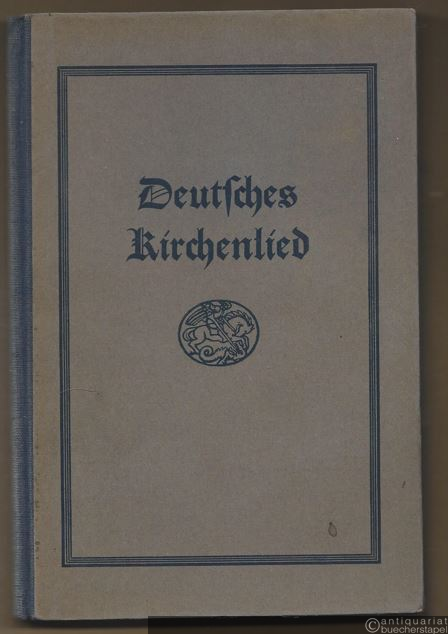 Deutſches
Kirchenlied
©antiquariat
buecherstapel